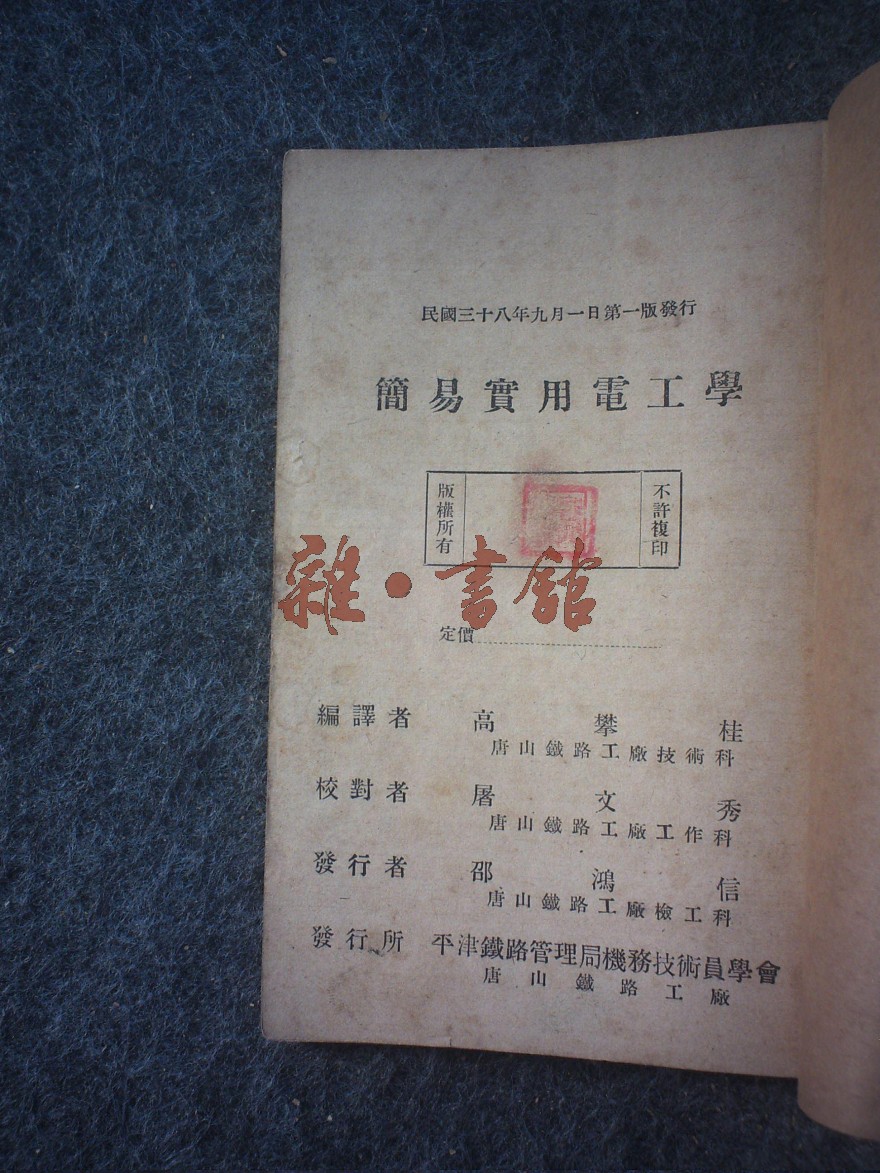 民國三十八年九月一日第一版發行
簡易實用電工學
版權所有
不許複印
雜·書舘
定價
編譯者 高攀桂
唐山鐵路工廠技術科
校對者 屠文秀
唐山鐵路工廠工作科
發行者 邵鴻信
唐山鐵路工廠檢工科
發行所 平津鐵路管理局機務技術員學會
唐山鐵路工廠